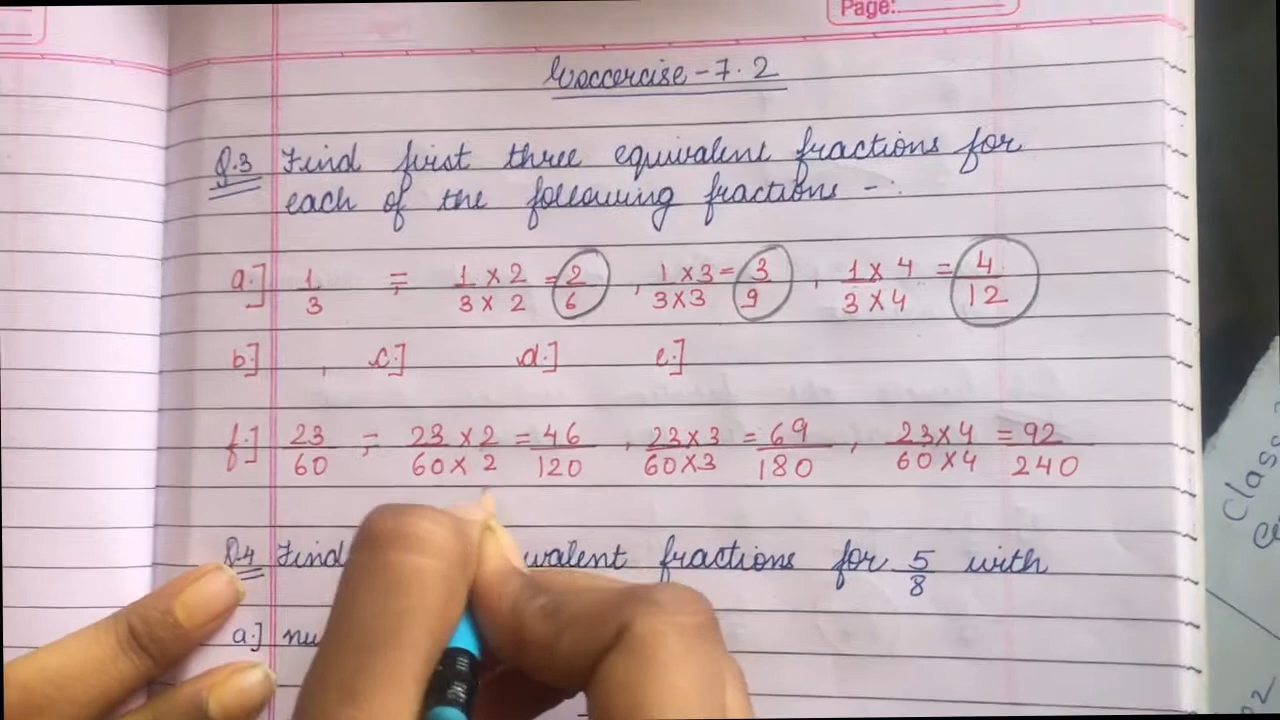 Page:
Exercise - 7.2
Q.3 Find first three equivalent fractions for
each of the following fractions -:
a.] 1/3 = 1 x 2 / 3 x 2 = 2/6 , 1 x 3 / 3 x 3 = 3/9 , 1 x 4 / 3 x 4 = 4/12
b.] , c.] d.] e.]
f.] 23/60 = 23 x 2 / 60 x 2 = 46/120 , 23 x 3 / 60 x 3 = 69/180 , 23 x 4 / 60 x 4 = 92/240
Q.4 Find fractions for 5/8 with
a.]
Class